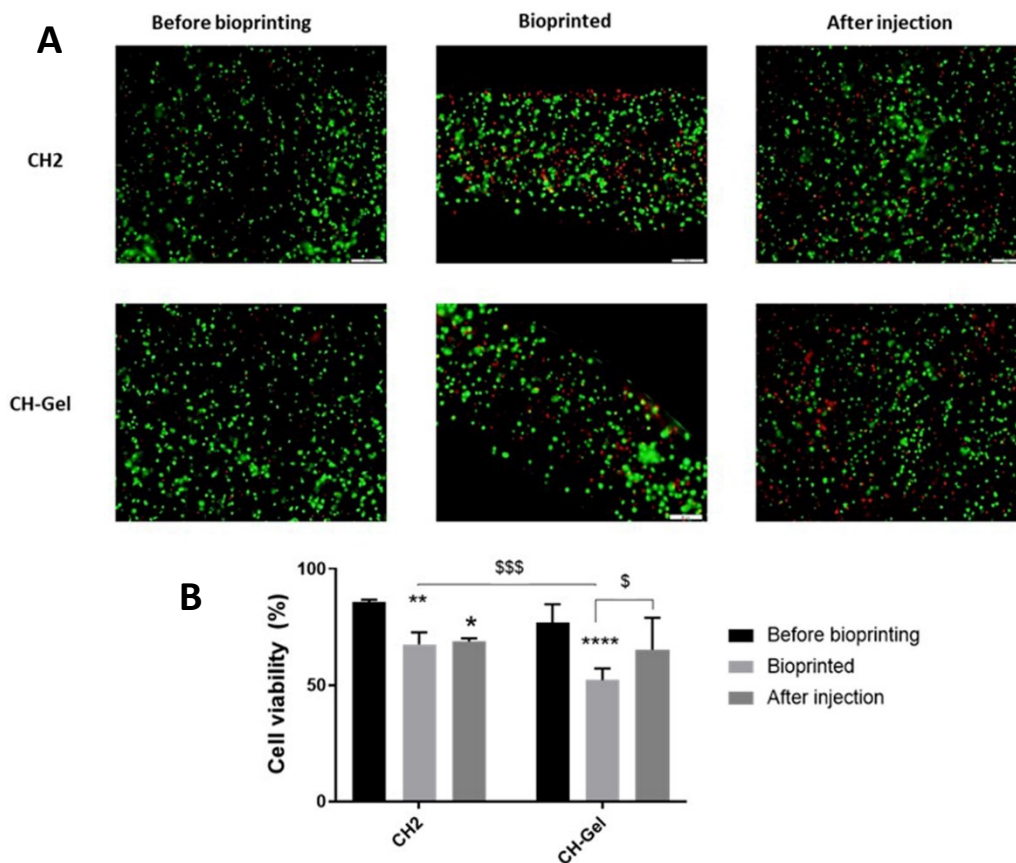 A
Before bioprinting
Bioprinted
After injection
CH2
CH-Gel
B
Cell viability (%)
100
50
0
**
*
$$$
****
$
CH2
CH-Gel
Before bioprinting
Bioprinted
After injection